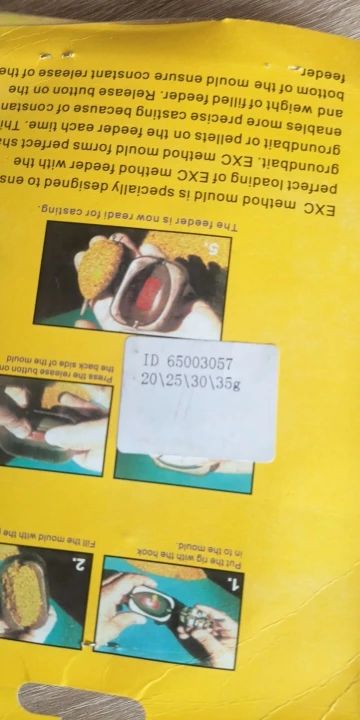 1.
Put the rig with the hook
in to the mould.
2.
Fill the mould with the
ID 65003057
20\25\30\35g
Press the release button on
the back side of the mould
5.
The feeder is now readi for casting.
EXC method mould is specially designed to ens
perfect loading of EXC method feeder with the
groundbait. EXC method mould forms perfect sha
groundbait or pellets on the feeder each time. Thi
enables more precise casting because of constan
and weight of filled feeder. Release button on the
bottom of the mould ensure constant release of the
feeder